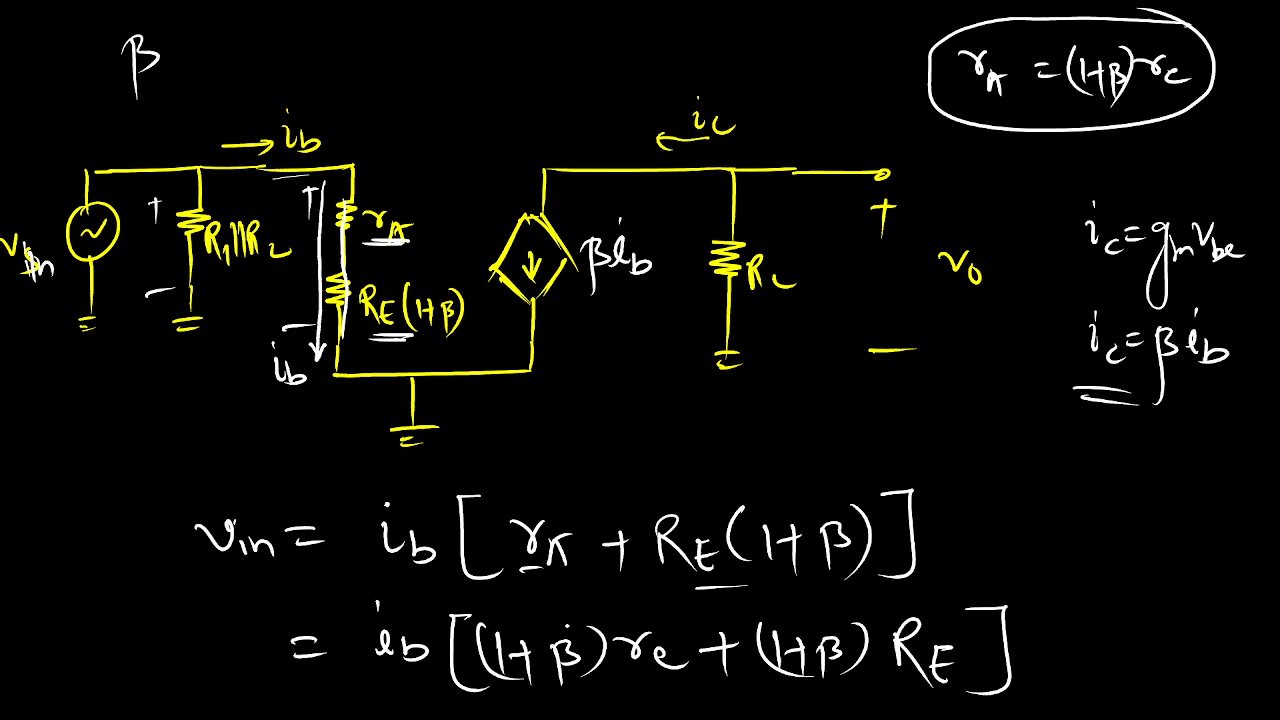 β
rπ = (1+β)re
ib
ic
+
vin
R1||R2
−
+
rπ
RE(1+β)
−
ib
βib
RC
+
vo
−
ic = gmvbe
ic = βib
vin = ib[rπ + RE(1+β)]
= ib[(1+β)re + (1+β)RE]